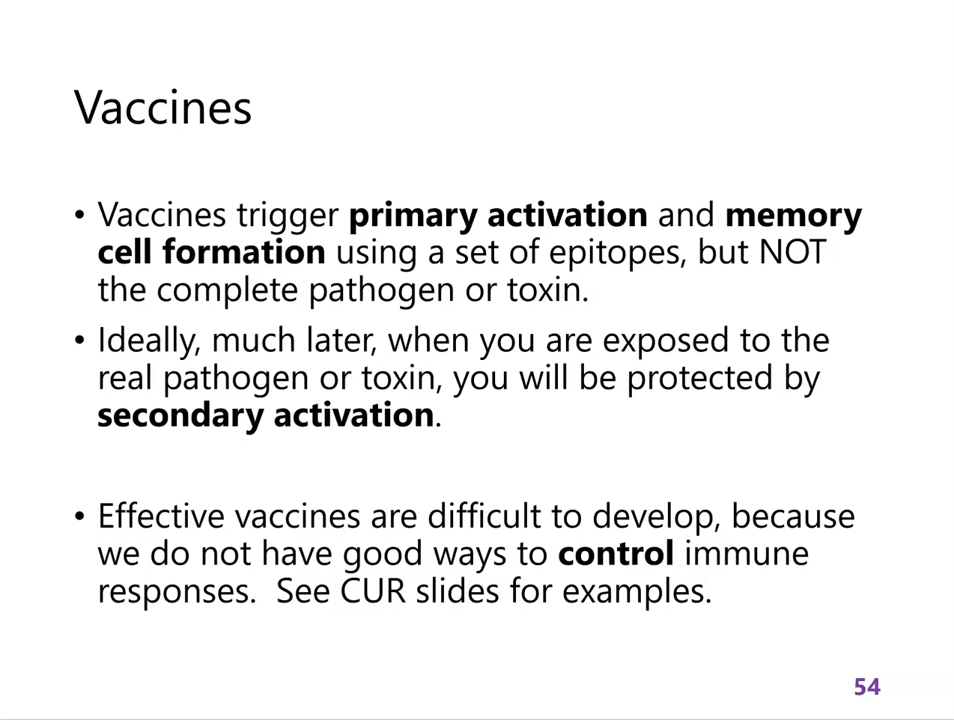 Vaccines
• Vaccines trigger primary activation and memory
cell formation using a set of epitopes, but NOT
the complete pathogen or toxin.
• Ideally, much later, when you are exposed to the
real pathogen or toxin, you will be protected by
secondary activation.
• Effective vaccines are difficult to develop, because
we do not have good ways to control immune
responses.  See CUR slides for examples.
54